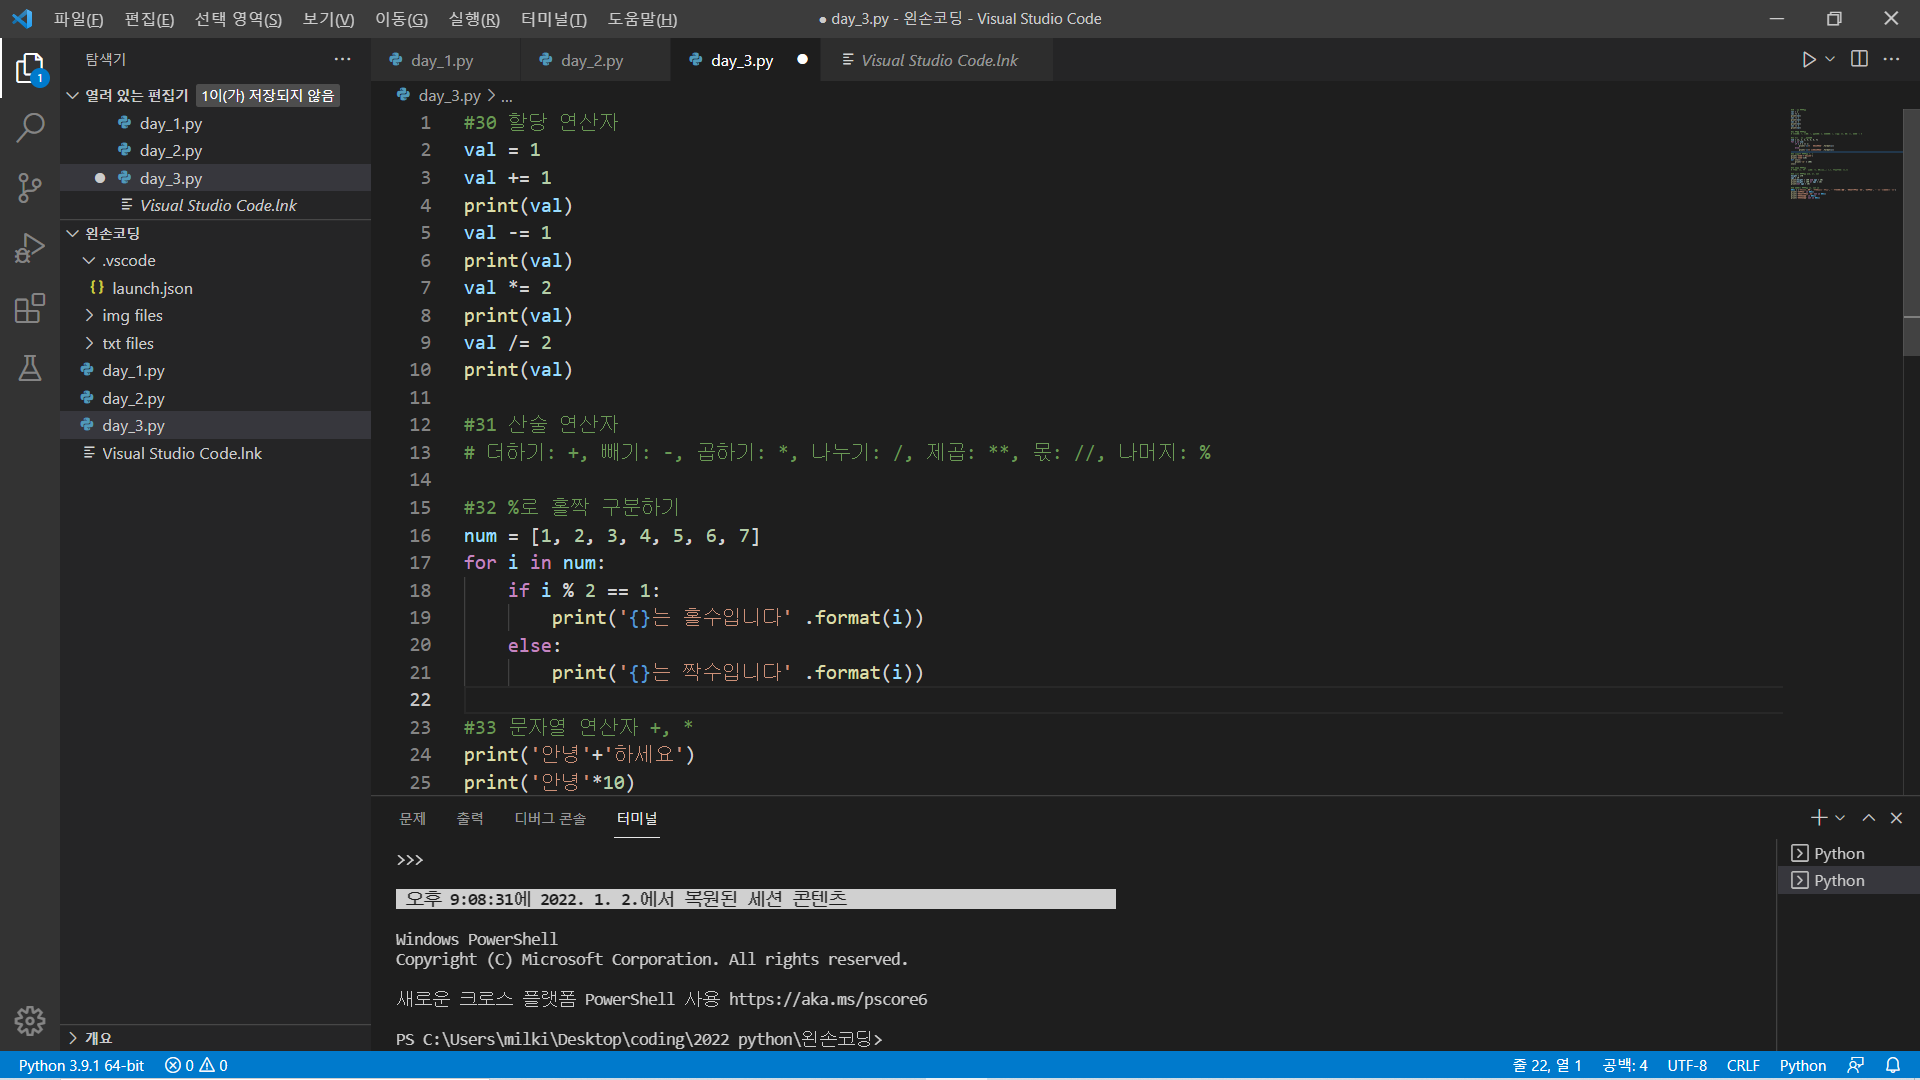 파일(F) 편집(E) 선택 영역(S) 보기(V) 이동(G) 실행(R) 터미널(T) 도움말(H)
● day_3.py - 왼손코딩 - Visual Studio Code
탐색기
열려 있는 편집기 1이(가) 저장되지 않음
day_1.py
day_2.py
day_3.py
Visual Studio Code.lnk
왼손코딩
.vscode
{} launch.json
img files
txt files
day_1.py
day_2.py
day_3.py
Visual Studio Code.lnk
개요
1
day_1.py
day_2.py
day_3.py ●
Visual Studio Code.lnk
day_3.py > ...
1 #30 할당 연산자
2 val = 1
3 val += 1
4 print(val)
5 val -= 1
6 print(val)
7 val *= 2
8 print(val)
9 val /= 2
10 print(val)
11
12 #31 산술 연산자
13 # 더하기: +, 빼기: -, 곱하기: *, 나누기: /, 제곱: **, 몫: //, 나머지: %
14
15 #32 %로 홀짝 구분하기
16 num = [1, 2, 3, 4, 5, 6, 7]
17 for i in num:
18     if i % 2 == 1:
19         print('{}는 홀수입니다' .format(i))
20     else:
21         print('{}는 짝수입니다' .format(i))
22
23 #33 문자열 연산자 +, *
24 print('안녕'+'하세요')
25 print('안녕'*10)
문제 출력 디버그 콘솔 터미널
>>>
오후 9:08:31에 2022. 1. 2.에서 복원된 세션 콘텐츠
Windows PowerShell
Copyright (C) Microsoft Corporation. All rights reserved.
새로운 크로스 플랫폼 PowerShell 사용 https://aka.ms/pscore6
PS C:\Users\milki\Desktop\coding\2022 python\왼손코딩>
Python
Python
Python 3.9.1 64-bit 0 0
줄 22, 열 1 공백: 4 UTF-8 CRLF Python